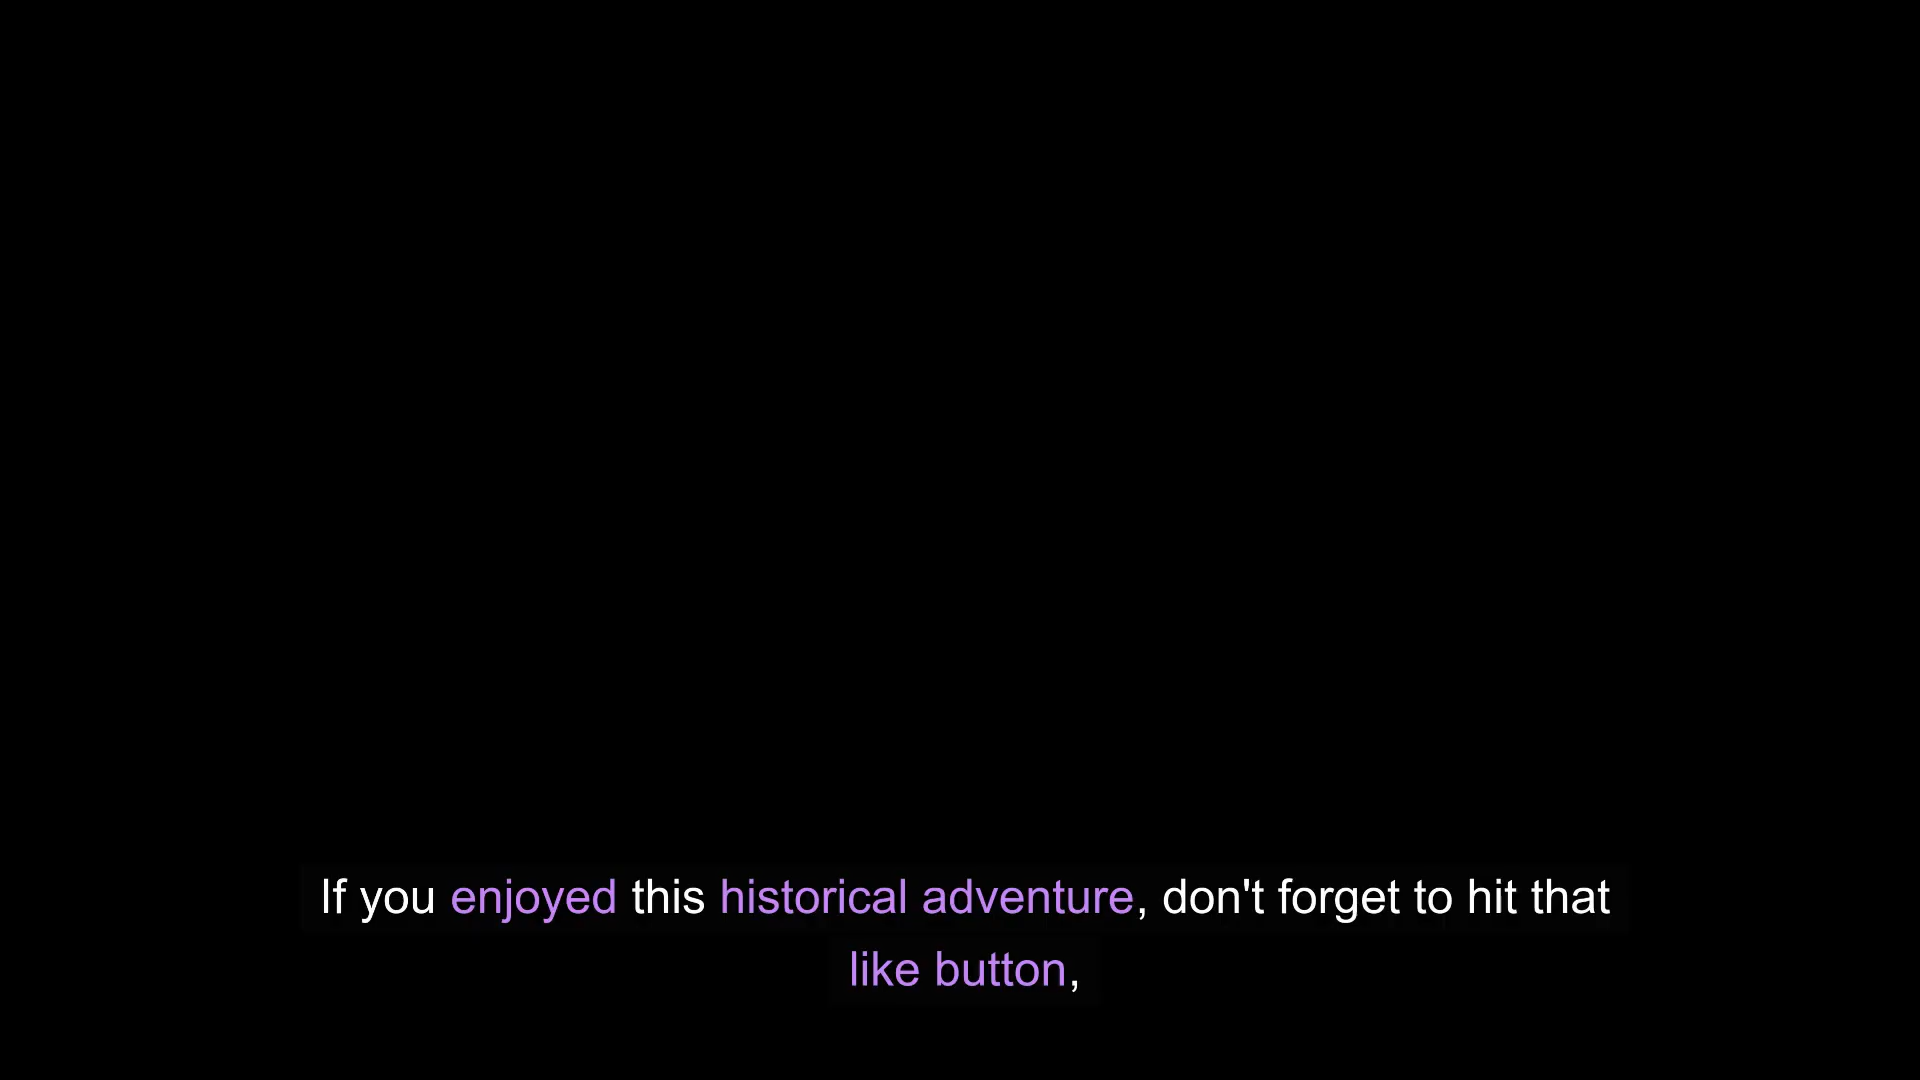 If you enjoyed this historical adventure, don't forget to hit that
like button,